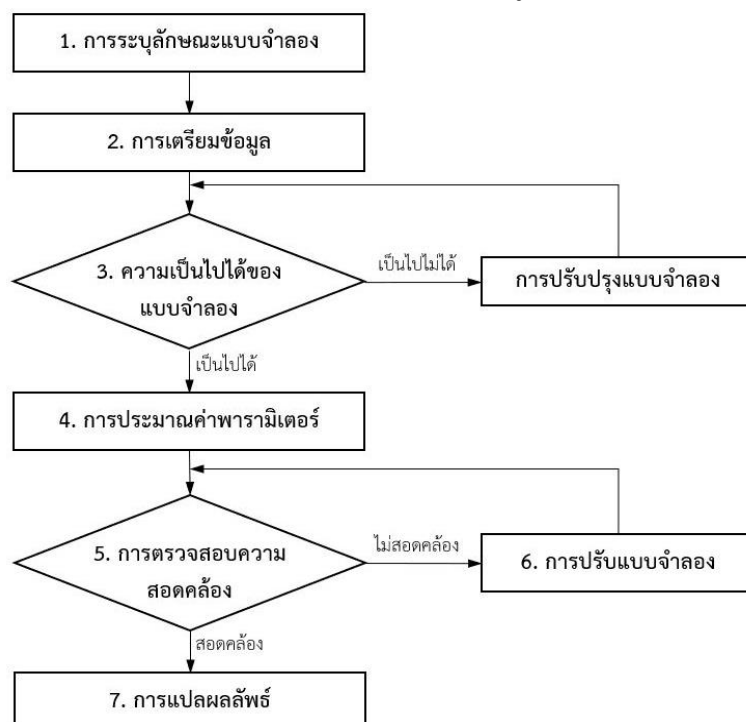 1. การระบุลักษณะแบบจำลอง
2. การเตรียมข้อมูล
3. ความเป็นไปได้ของ
แบบจำลอง
เป็นไปไม่ได้
การปรับปรุงแบบจำลอง
เป็นไปได้
4. การประมาณค่าพารามิเตอร์
5. การตรวจสอบความ
สอดคล้อง
ไม่สอดคล้อง
6. การปรับแบบจำลอง
สอดคล้อง
7. การแปลผลลัพธ์